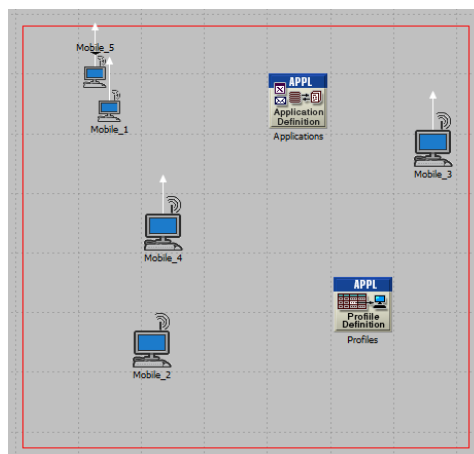 Mobile_5
Mobile_1
APPL
Application
Definition
Applications
Mobile_3
Mobile_4
APPL
Profile
Definition
Profiles
Mobile_2